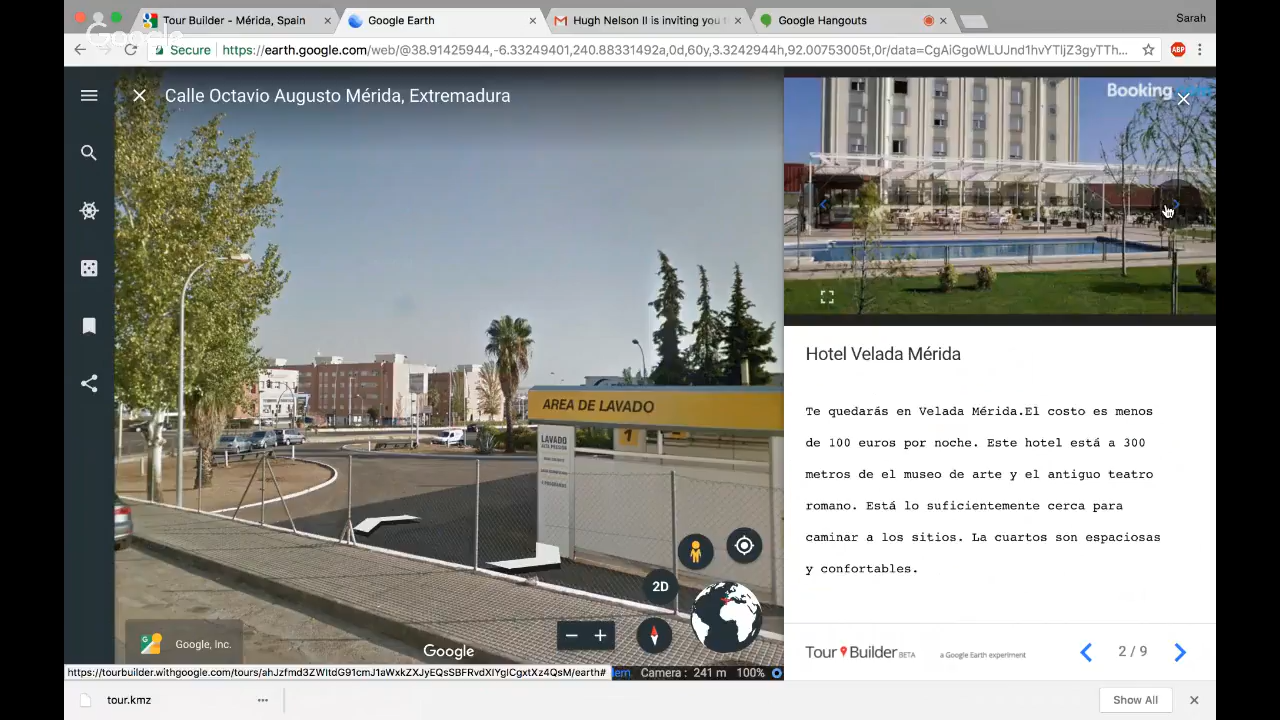 Tour Builder - Mérida, Spain
Google Earth
Hugh Nelson II is inviting you t
Google Hangouts
Sarah
Secure
https://earth.google.com/web/@38.91425944,-6.33249401,240.88331492a,0d,60y,3.3242944h,92.00753005t,0r/data=CgAiGgoWLUJnd1hvYTljZ3gyTTh...
ABP
Calle Octavio Augusto Mérida, Extremadura
Booking
AREA DE LAVADO
LAVADO
1
Hotel Velada Mérida
Te quedarás en Velada Mérida.El costo es menos
de 100 euros por noche. Este hotel está a 300
metros de el museo de arte y el antiguo teatro
romano. Está lo suficientemente cerca para
caminar a los sitios. La cuartos son espaciosas
y confortables.
2D
Google, Inc.
Google
Tour Builder BETA
a Google Earth experiment
2 / 9
https://tourbuilder.withgoogle.com/tours/ahJzfmd3ZWItdG91cmJ1aWxkZXJyEQsSBFRvdXIYgICgxtXz4QsM/earth#
Camera : 241 m 100%
tour.kmz
Show All